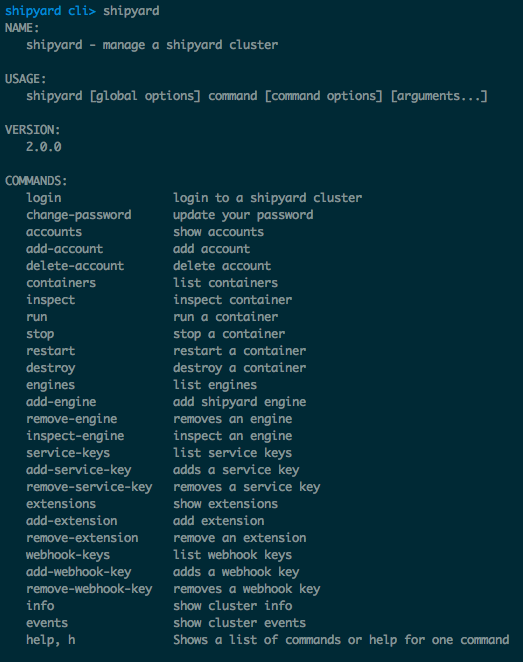 shipyard cli> shipyard
NAME:
   shipyard - manage a shipyard cluster

USAGE:
   shipyard [global options] command [command options] [arguments...]

VERSION:
   2.0.0

COMMANDS:
   login                login to a shipyard cluster
   change-password      update your password
   accounts             show accounts
   add-account          add account
   delete-account       delete account
   containers           list containers
   inspect              inspect container
   run                  run a container
   stop                 stop a container
   restart              restart a container
   destroy              destroy a container
   engines              list engines
   add-engine           add shipyard engine
   remove-engine        removes an engine
   inspect-engine       inspect an engine
   service-keys         list service keys
   add-service-key      adds a service key
   remove-service-key   removes a service key
   extensions           show extensions
   add-extension        add extension
   remove-extension     remove an extension
   webhook-keys         list webhook keys
   add-webhook-key      adds a webhook key
   remove-webhook-key   removes a webhook key
   info                 show cluster info
   events               show cluster events
   help, h              Shows a list of commands or help for one command